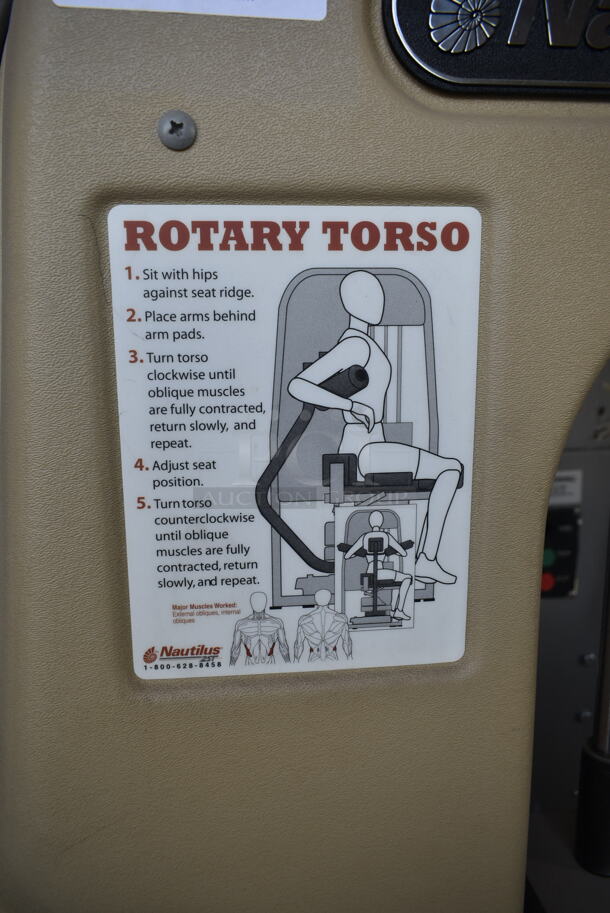 ROTARY TORSO
1. Sit with hips
against seat ridge.
2. Place arms behind
arm pads.
3. Turn torso
clockwise until
oblique muscles
are fully contracted,
return slowly, and
repeat.
4. Adjust seat
position.
5. Turn torso
counterclockwise
until oblique
muscles are fully
contracted, return
slowly, and repeat.
AUCTION GROUP
Major Muscles Worked:
External obliques, internal
obliques
Nautilus
2ST
1-800-628-8458